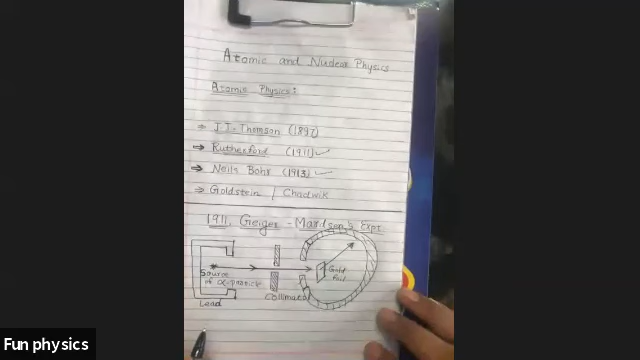 Atomic and Nuclear Physics
Atomic Physics:
⇒ J.J-Thomson (1897)
⇒ Rutherford (1911) ✓
⇒ Neils Bohr (1913) ✓
⇒ Goldstein / Chadwik
1911, Geiger - Mardson's Expt
Source
of α-particle
Gold
Foil
Collimator
Lead
Fun physics